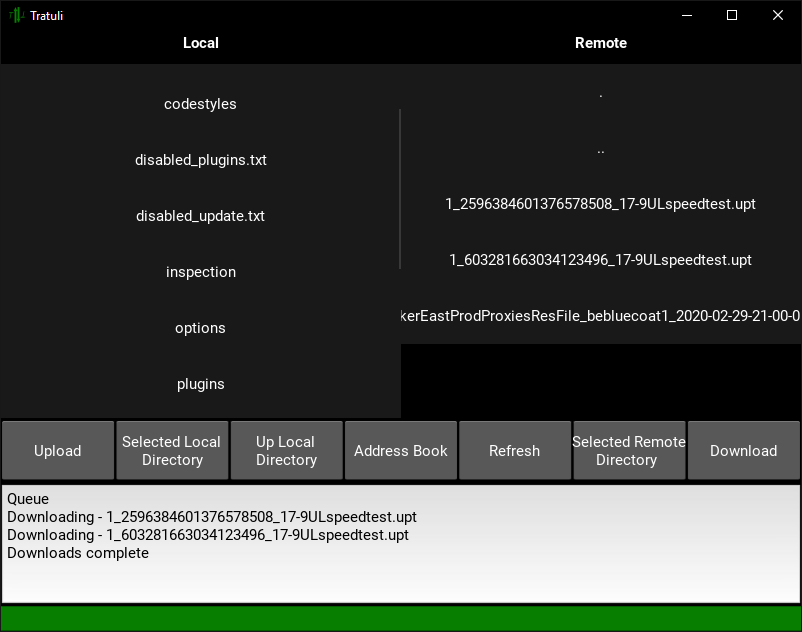 Tratuli
Local
Remote
codestyles
disabled_plugins.txt
disabled_update.txt
inspection
options
plugins
.
..
1_2596384601376578508_17-9ULspeedtest.upt
1_603281663034123496_17-9ULspeedtest.upt
kerEastProdProxiesResFile_bebluecoat1_2020-02-29-21-00-0
Upload
Selected Local
Directory
Up Local
Directory
Address Book
Refresh
Selected Remote
Directory
Download
Queue
Downloading - 1_2596384601376578508_17-9ULspeedtest.upt
Downloading - 1_603281663034123496_17-9ULspeedtest.upt
Downloads complete